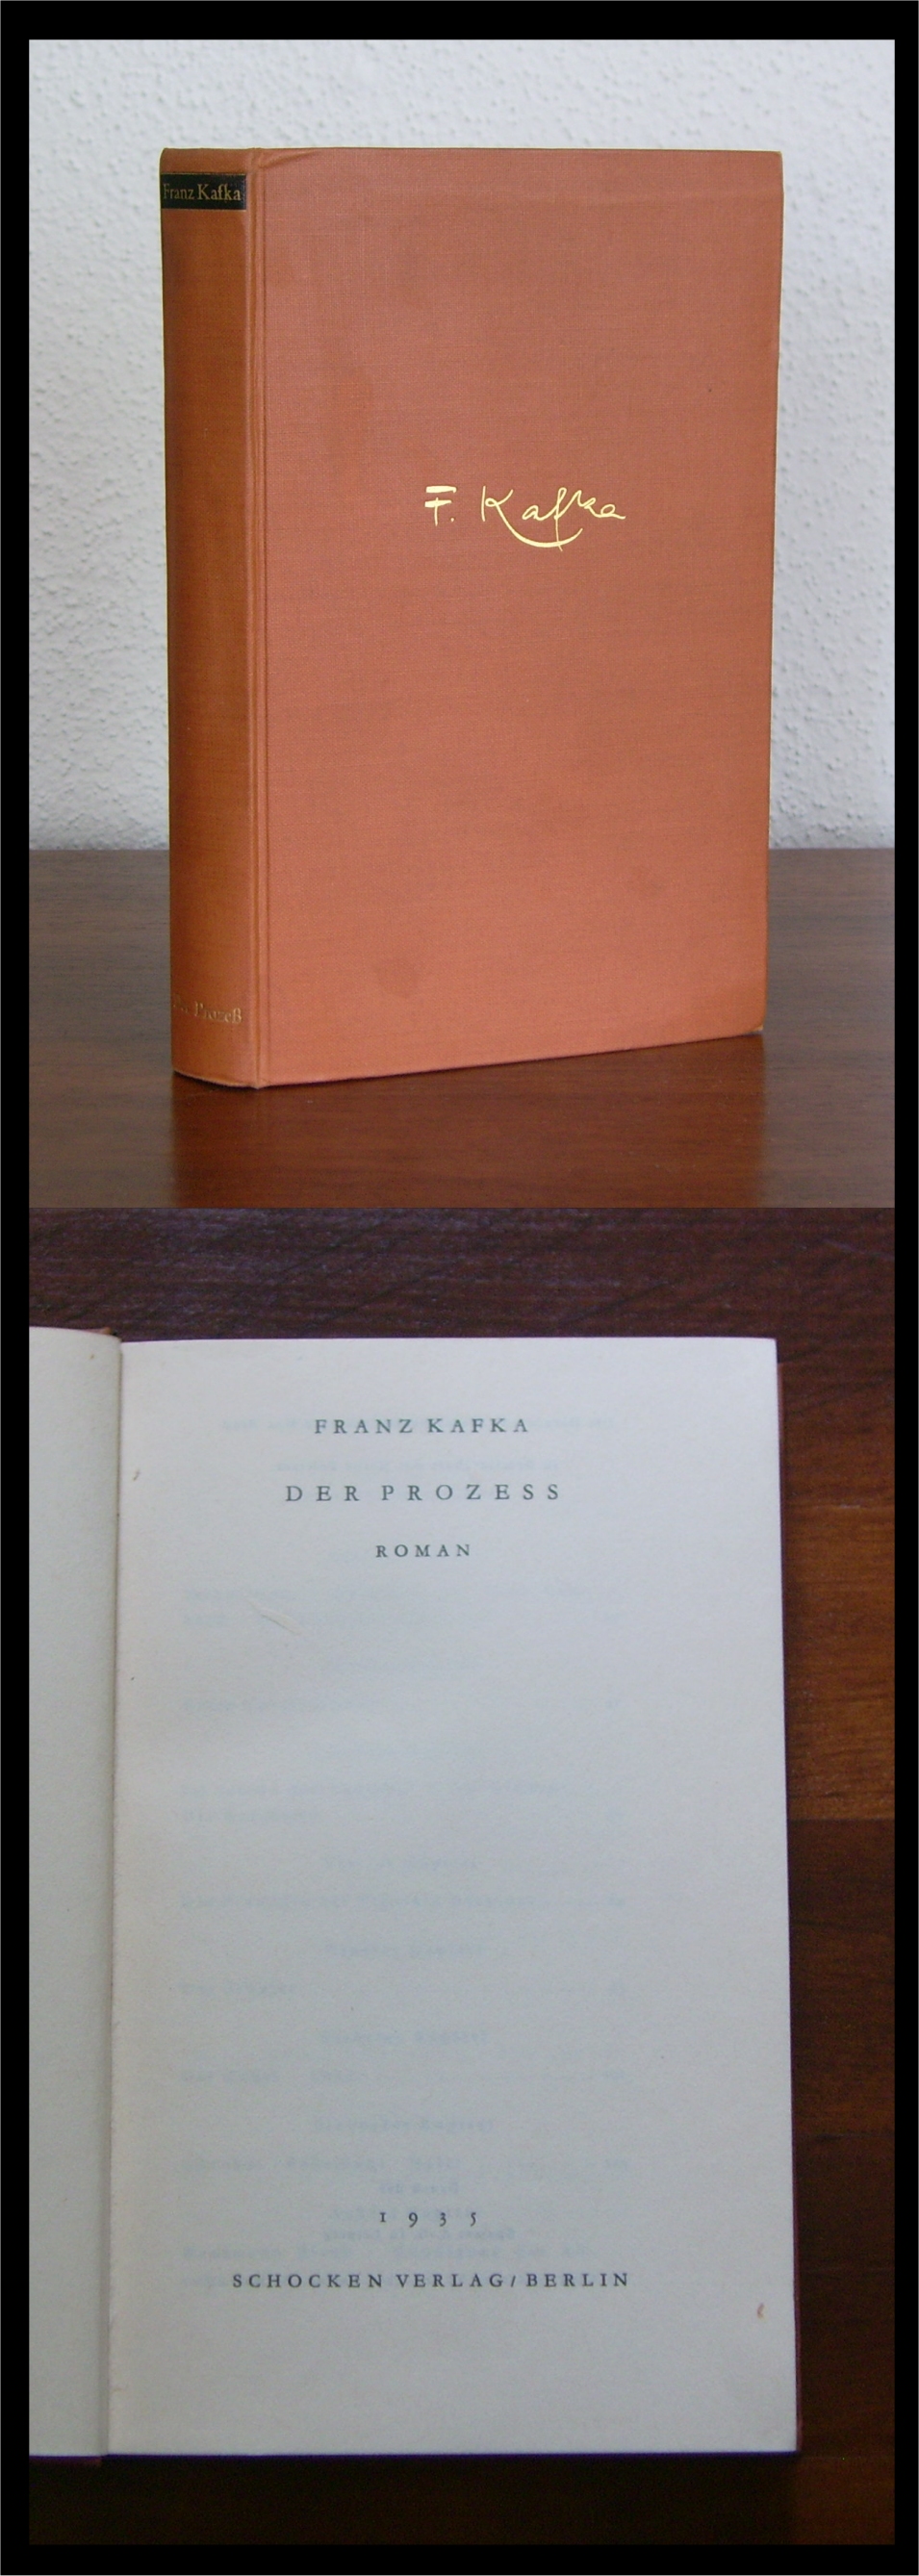 Franz Kafka
F. Kafka
Prozeß
FRANZ KAFKA
DER PROZESS
ROMAN
1935
SCHOCKEN VERLAG / BERLIN